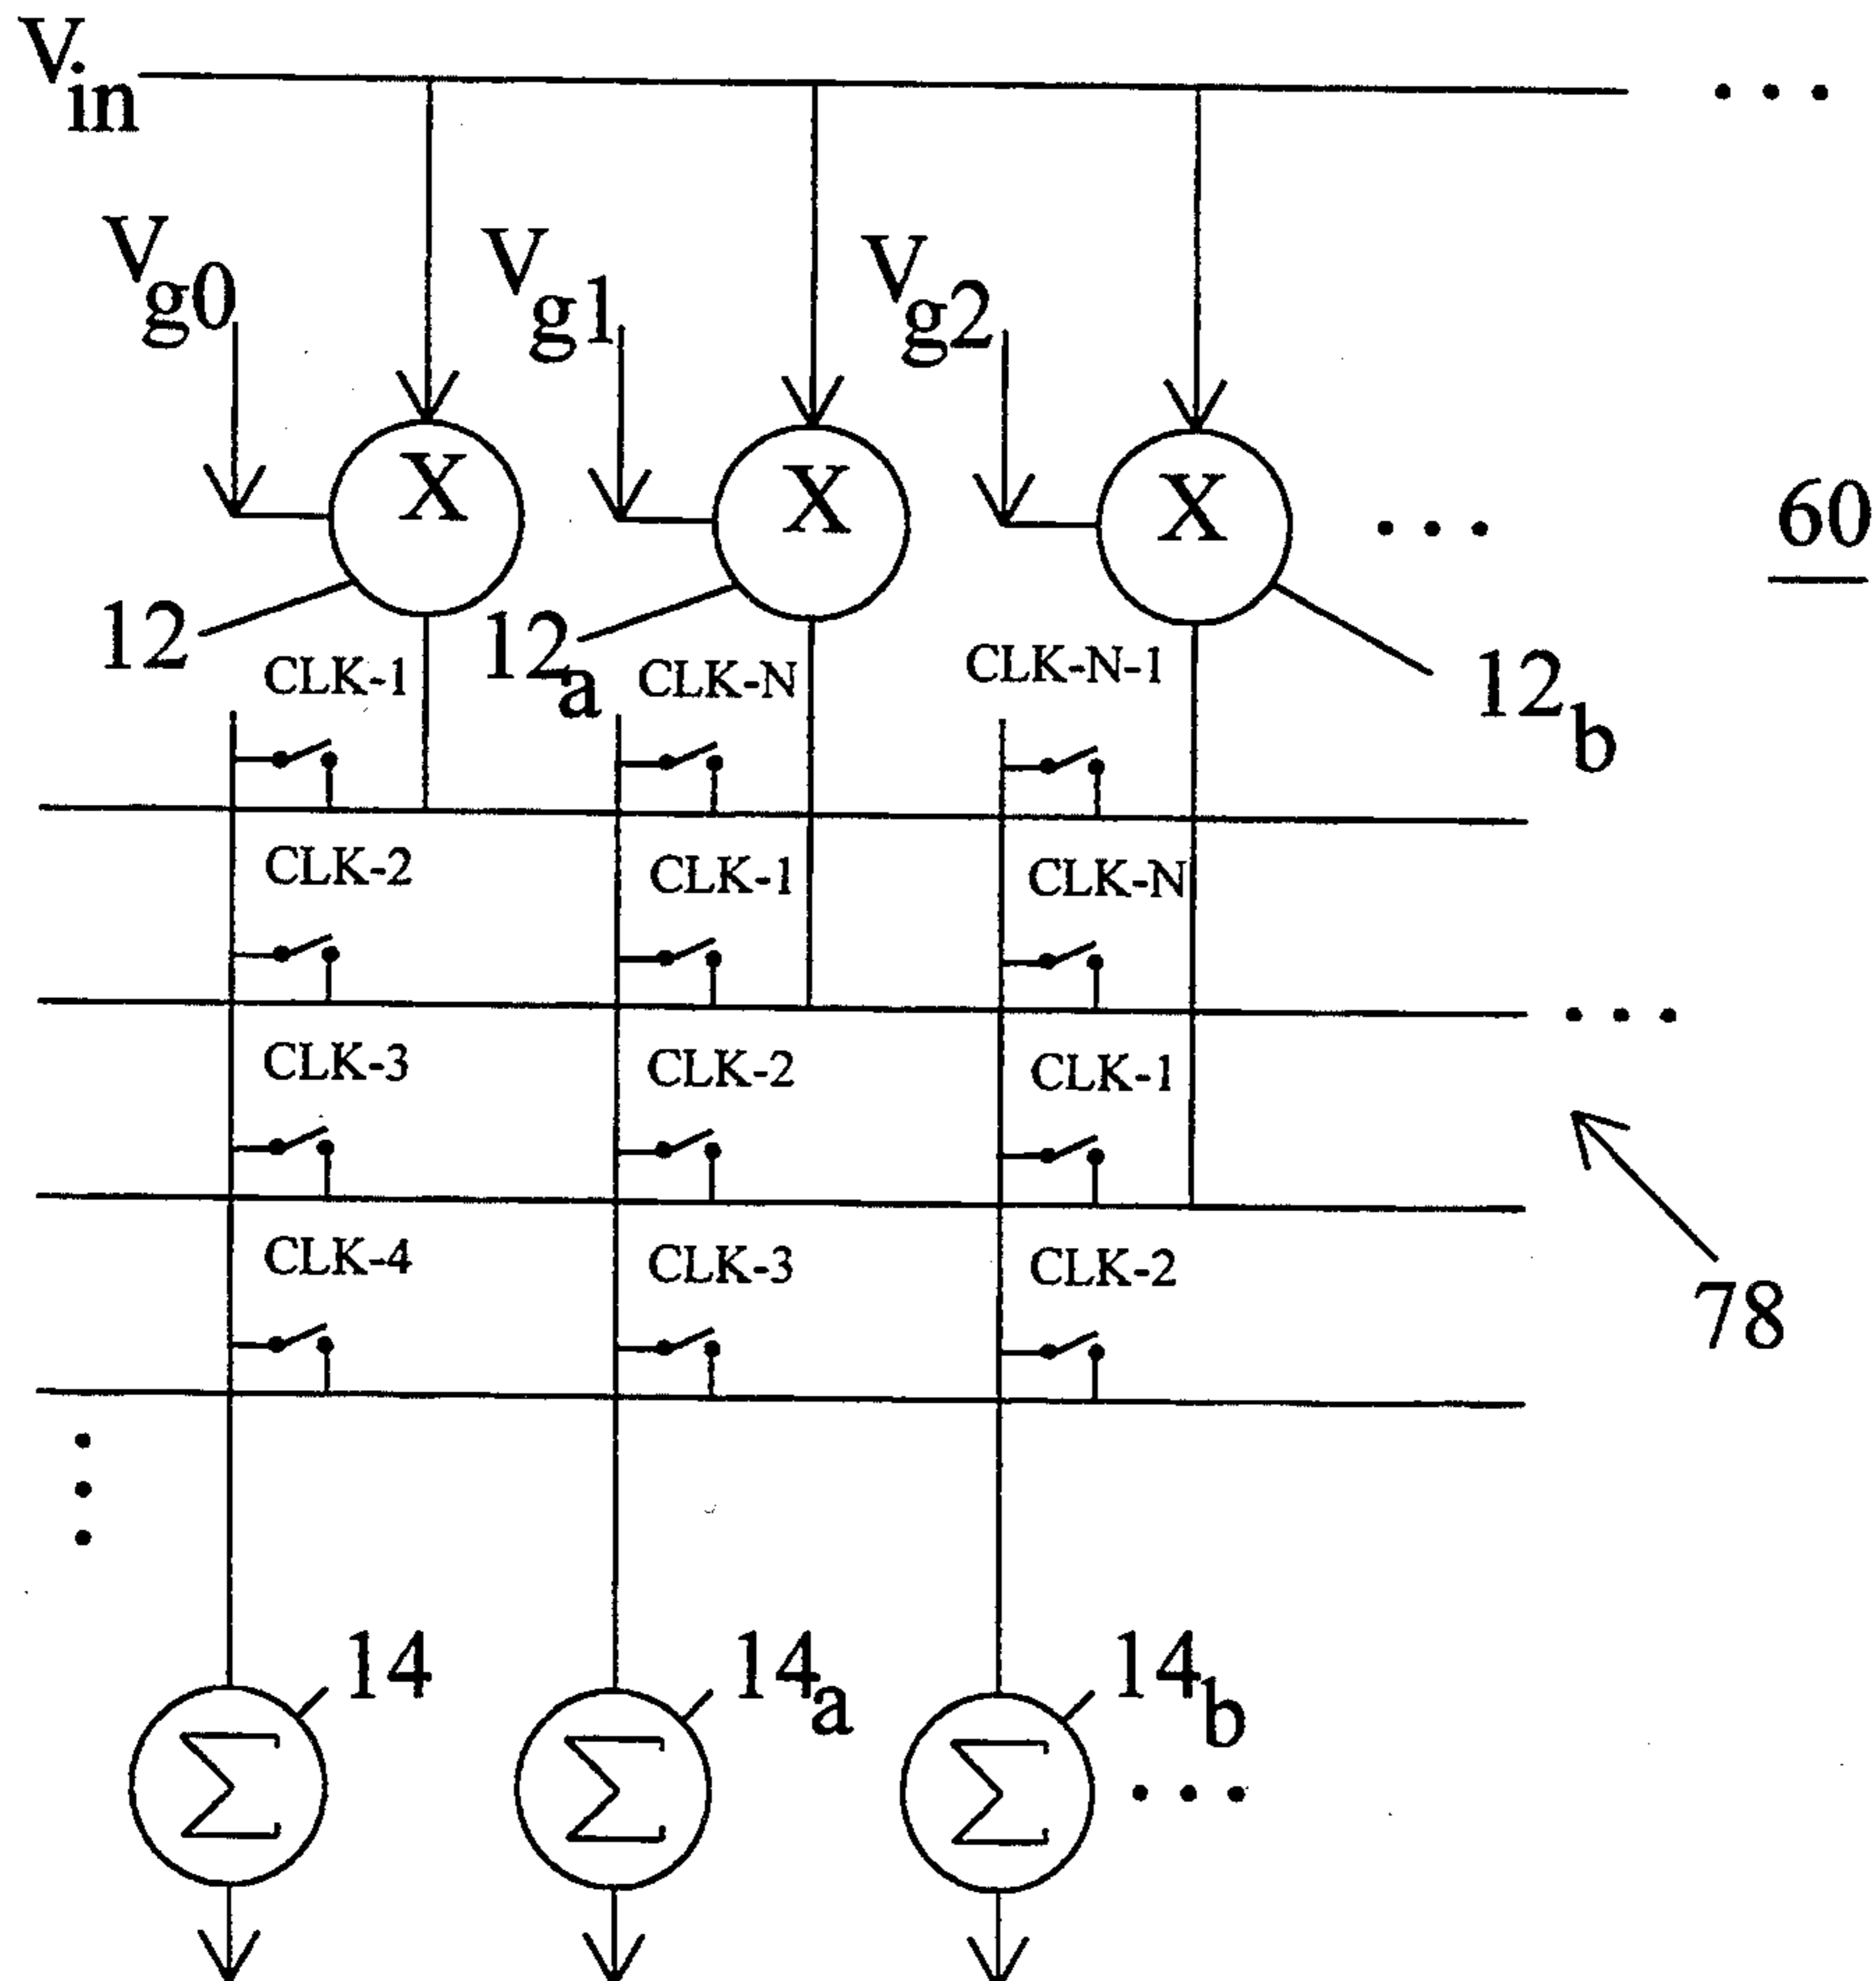 Vin
Vg0 Vg1 Vg2
X X X
60
12 12a 12b
CLK-1 CLK-N CLK-N-1
CLK-2 CLK-1 CLK-N
CLK-3 CLK-2 CLK-1
CLK-4 CLK-3 CLK-2
78
14 14a 14b
Σ Σ Σ